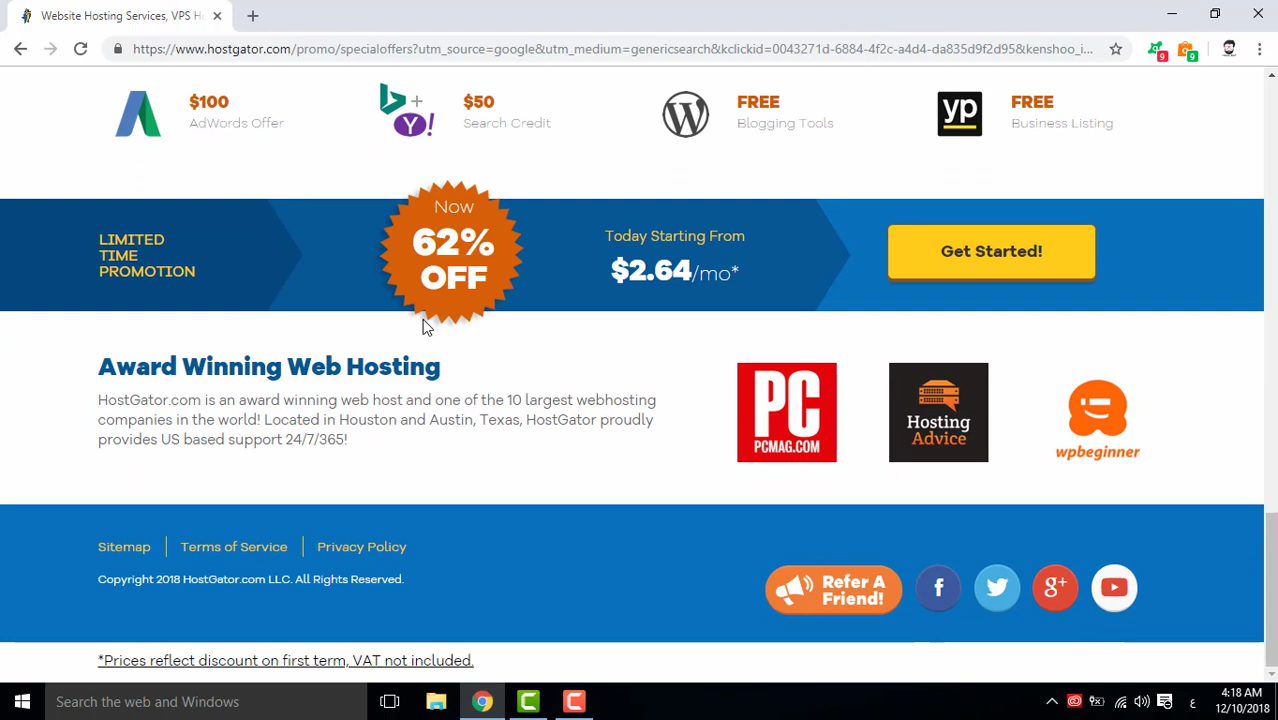 Website Hosting Services, VPS Ho
https://www.hostgator.com/promo/specialoffers?utm_source=google&utm_medium=genericsearch&kclickid=0043271d-6884-4f2c-a4d4-da835d9f2d95&kenshoo_i...
9
9
$100
AdWords Offer
$50
Search Credit
FREE
Blogging Tools
yp
FREE
Business Listing
LIMITED
TIME
PROMOTION
Now
62%
OFF
Today Starting From
$2.64/mo*
Get Started!
Award Winning Web Hosting
HostGator.com is an award winning web host and one of the 10 largest webhosting
companies in the world! Located in Houston and Austin, Texas, HostGator proudly
provides US based support 24/7/365!
PC
PCMAG.COM
Hosting
Advice
wpbeginner
Sitemap
Terms of Service
Privacy Policy
Copyright 2018 HostGator.com LLC. All Rights Reserved.
Refer A
Friend!
*Prices reflect discount on first term, VAT not included.
Search the web and Windows
ع
4:18 AM
12/10/2018